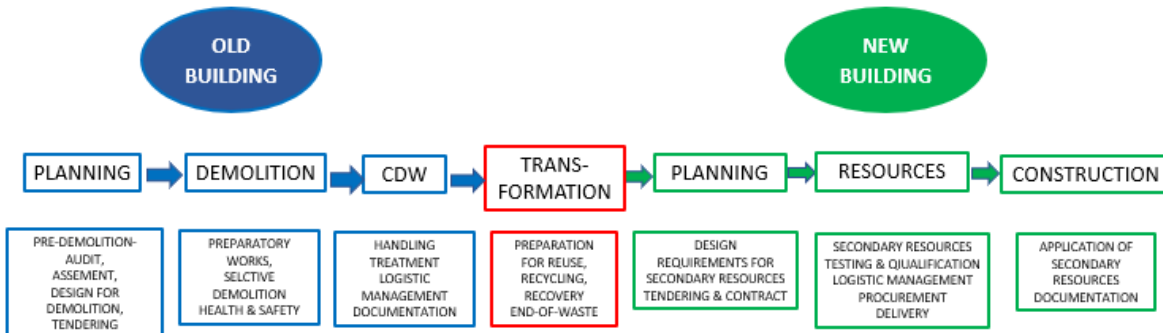 OLD
BUILDING
NEW
BUILDING
PLANNING
DEMOLITION
CDW
TRANS-
FORMATION
PLANNING
RESOURCES
CONSTRUCTION
PRE-DEMOLITION-
AUDIT,
ASSEMENT,
DESIGN FOR
DEMOLITION,
TENDERING
PREPARATORY
WORKS,
SELCTIVE
DEMOLITION
HEALTH & SAFETY
HANDLING
TREATMENT
LOGISTIC
MANAGEMENT
DOCUMENTATION
PREPARATION
FOR REUSE,
RECYCLING,
RECOVERY
END-OF-WASTE
DESIGN
REQUIREMENTS FOR
SECONDARY RESOURCES
TENDERING & CONTRACT
SECONDARY RESOURCES
TESTING & QIUALIFICATION
LOGISTIC MANAGEMENT
PROCUREMENT
DELIVERY
APPLICATION OF
SECONDARY
RESOURCES
DOCUMENTATION